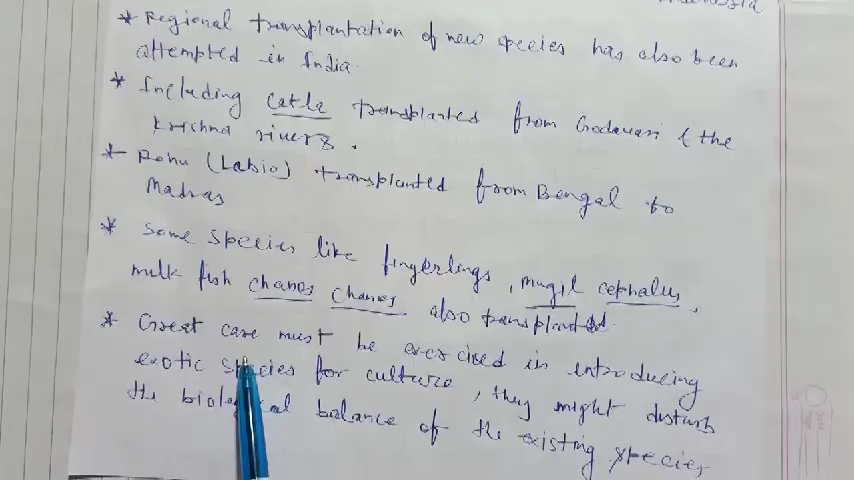 * Regional transplantation of new species has also been
attempted in India.
* Including catla transplanted from Godavari & the
Krishna rivers.
* Rohu (Labio) transplanted from Bengal to
Madras
* Some species like fingerlings, mugil cephalus,
milk fish chanos chanos. also transplanted
* Great care must be exercised in introducing
exotic species for culture, they might disturb
the biological balance of the existing species